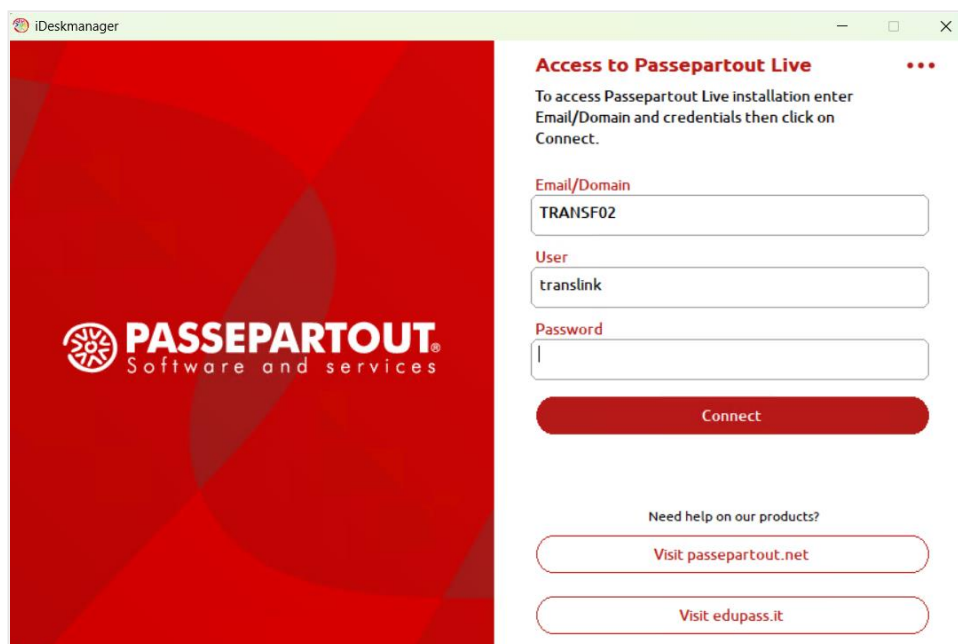 iDeskmanager
PASSEPARTOUT®
Software and services
Access to Passepartout Live
To access Passepartout Live installation enter
Email/Domain and credentials then click on
Connect.
Email/Domain
TRANSF02
User
translink
Password
Connect
Need help on our products?
Visit passepartout.net
Visit edupass.it